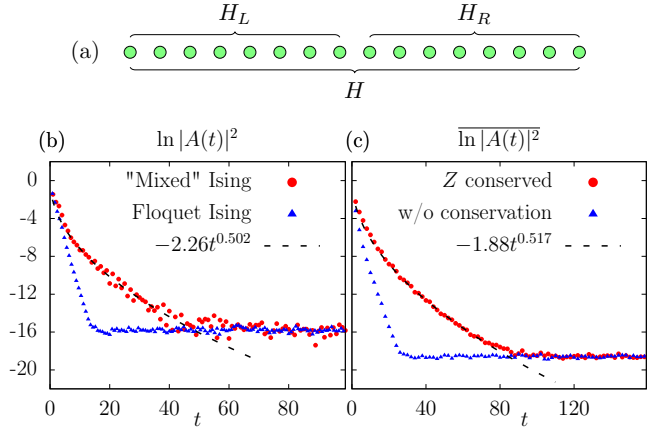 H_L H_R
(a)
H
(b) ln |A(t)|² (c) \overline{ln |A(t)|²}
0
-4
-8
-12
-16
-20
"Mixed" Ising
Floquet Ising
−2.26t^{0.502}
Z conserved
w/o conservation
−1.88t^{0.517}
0 20 40 60 80
t
0 40 80 120
t